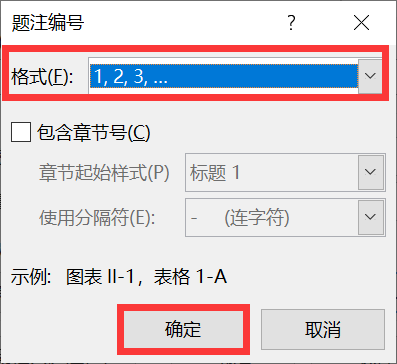 题注编号
格式(F): 1, 2, 3, ...
包含章节号(C)
章节起始样式(P) 标题 1
使用分隔符(E): - (连字符)
示例: 图表 II-1，表格 1-A
确定 取消